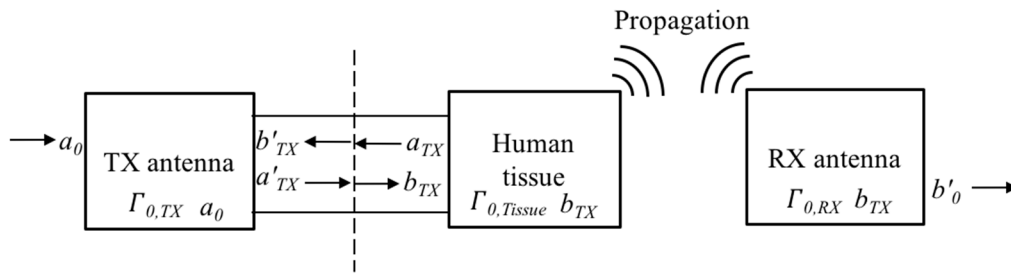 Propagation
a₀
TX antenna
Γ₀,TX a₀
b'TX
a'TX
aTX
bTX
Human
tissue
Γ₀,Tissue bTX
RX antenna
Γ₀,RX bTX
b'₀